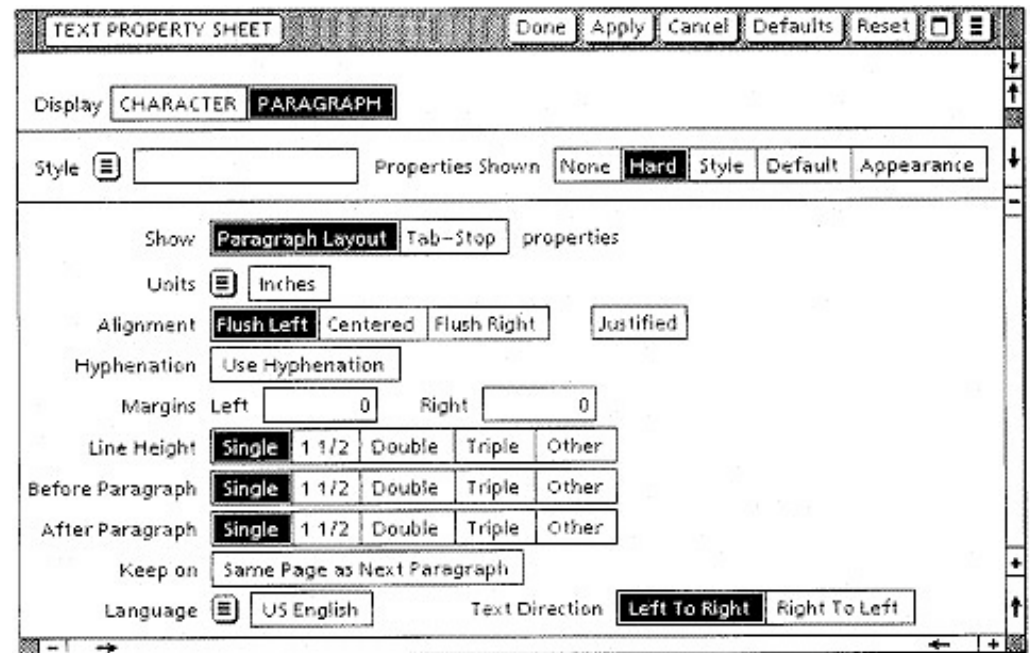 TEXT PROPERTY SHEET Done Apply Cancel Defaults Reset
Display CHARACTER PARAGRAPH
Style Properties Shown None Hard Style Default Appearance
Show Paragraph Layout Tab-Stop properties
Units Inches
Alignment Flush Left Centered Flush Right Justified
Hyphenation Use Hyphenation
Margins Left 0 Right 0
Line Height Single 1 1/2 Double Triple Other
Before Paragraph Single 1 1/2 Double Triple Other
After Paragraph Single 1 1/2 Double Triple Other
Keep on Same Page as Next Paragraph
Language US English Text Direction Left To Right Right To Left